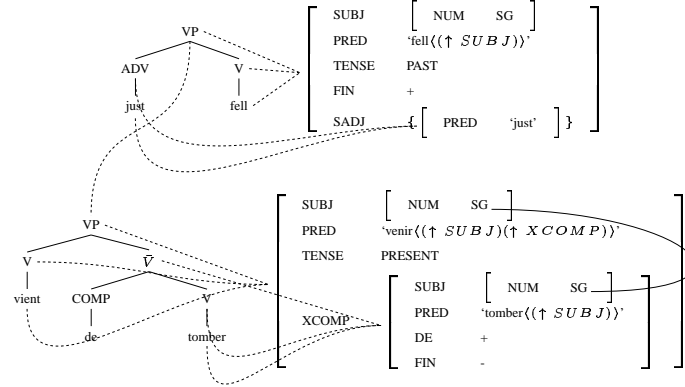 VP
ADV V
just fell
SUBJ [ NUM SG ]
PRED ‘fell⟨(↑ SUBJ)⟩’
TENSE PAST
FIN +
SADJ { [ PRED ‘just’ ] }
VP
V V̄
vient COMP V
de tomber
SUBJ [ NUM SG ]
PRED ‘venir⟨(↑ SUBJ)(↑ XCOMP)⟩’
TENSE PRESENT
XCOMP
SUBJ [ NUM SG ]
PRED ‘tomber⟨(↑ SUBJ)⟩’
DE +
FIN -